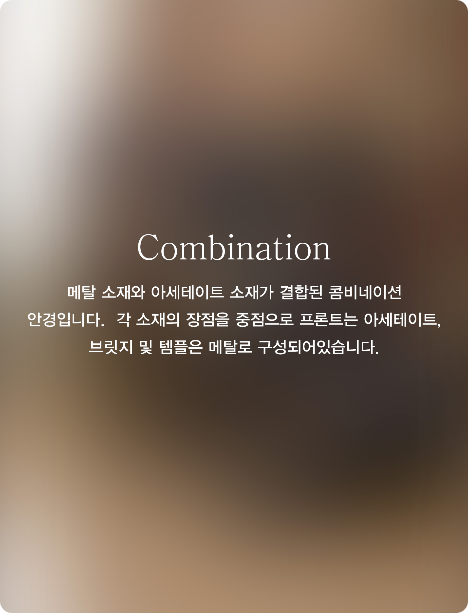 Combination
메탈 소재와 아세테이트 소재가 결합된 콤비네이션
안경입니다. 각 소재의 장점을 중점으로 프론트는 아세테이트,
브릿지 및 템플은 메탈로 구성되어있습니다.